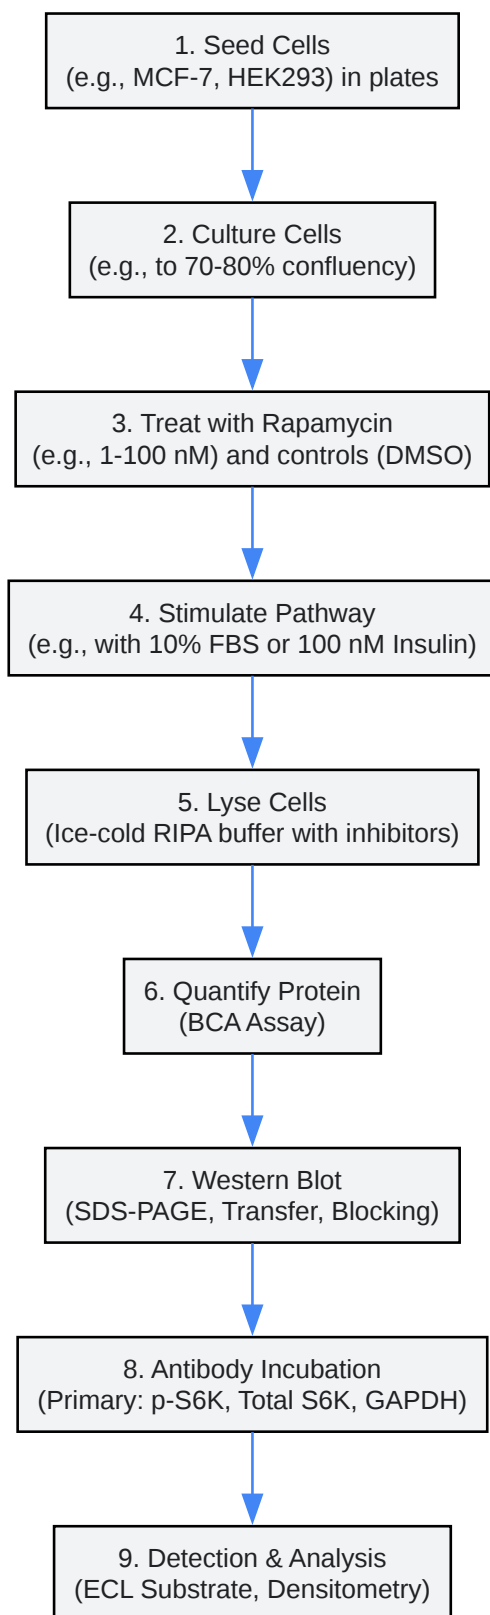 1. Seed Cells
(e.g., MCF-7, HEK293) in plates
2. Culture Cells
(e.g., to 70-80% confluency)
3. Treat with Rapamycin
(e.g., 1-100 nM) and controls (DMSO)
4. Stimulate Pathway
(e.g., with 10% FBS or 100 nM Insulin)
5. Lyse Cells
(Ice-cold RIPA buffer with inhibitors)
6. Quantify Protein
(BCA Assay)
7. Western Blot
(SDS-PAGE, Transfer, Blocking)
8. Antibody Incubation
(Primary: p-S6K, Total S6K, GAPDH)
9. Detection & Analysis
(ECL Substrate, Densitometry)